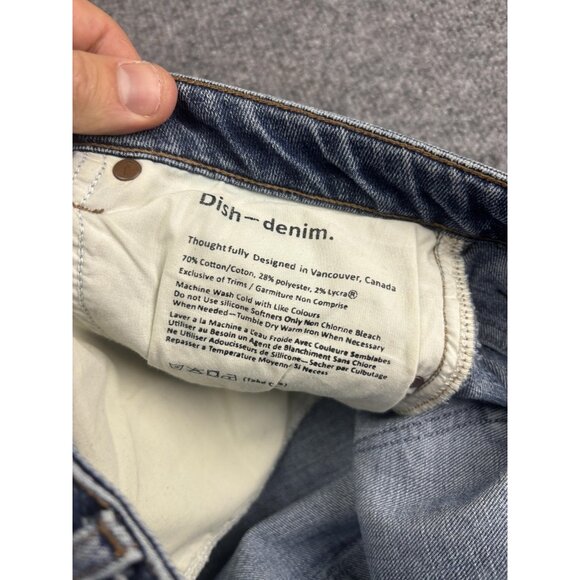 Dish—denim.
Thoughtfully Designed in Vancouver, Canada
70% Cotton/Coton, 28% polyester, 2% Lycra®
Exclusive of Trims / Garmiture Non Comprise
Machine Wash Cold with Like Colours
Do not Use silicone Softners Only Non Chlorine Bleach
When Needed—Tumble Dry Warm Iron When Necessary
Laver a la Machine a Eau Froide Avec Couleurs Semblabes
Utiliser au Besoin un Agent de Blanchiment Sans Chlore
Ne Utiliser Adoucisseurs de Sillicone—Secher par Culbutage
Repasser a Temperature Moyenn/ Si Necess